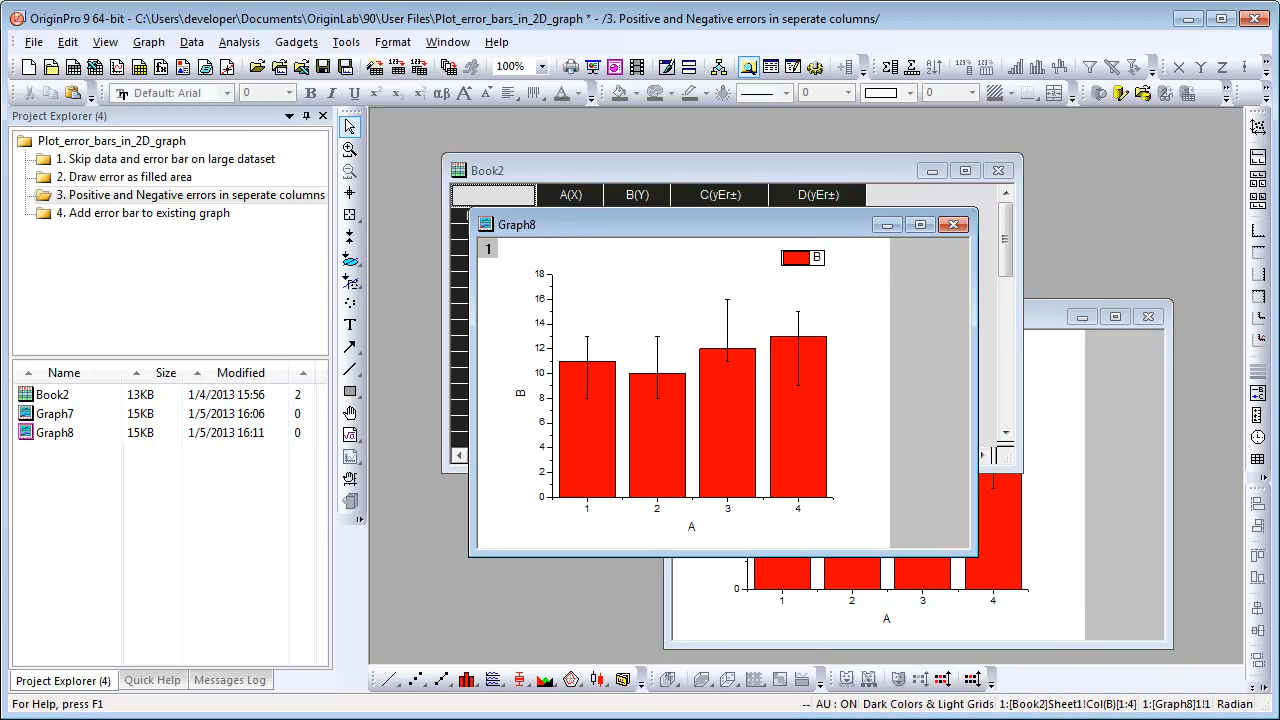 OriginPro 9 64-bit - C:\Users\developer\Documents\OriginLab\90\User Files\Plot_error_bars_in_2D_graph * - /3. Positive and Negative errors in seperate columns/
File Edit View Graph Data Analysis Gadgets Tools Format Window Help
100%
Default: Arial 0 B I U 0 0
Project Explorer (4)
Plot_error_bars_in_2D_graph
1. Skip data and error bar on large dataset
2. Draw error as filled area
3. Positive and Negative errors in seperate columns
4. Add error bar to existing graph
Name Size Modified
Book2 13KB 1/4/2013 15:56 2
Graph7 15KB 1/5/2013 16:06 0
Graph8 15KB 1/5/2013 16:11 0
Project Explorer (4) Quick Help Messages Log
Book2
A(X) B(Y) C(yEr±) D(yEr±)
Graph8
1
B
18
16
14
12
10
8
6
4
2
0
B
1 2 3 4
A
0
1 2 3 4
A
For Help, press F1
-- AU : ON Dark Colors & Light Grids 1:[Book2]Sheet1!Col(B)[1:4] 1:[Graph8]1!1 Radian